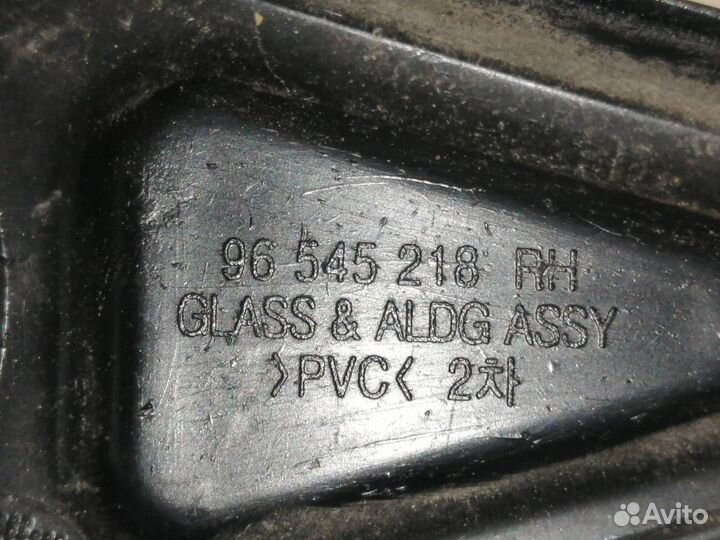 96 545 218 RH
GLASS & ALDG ASSY
>PVC< 2차
Avito